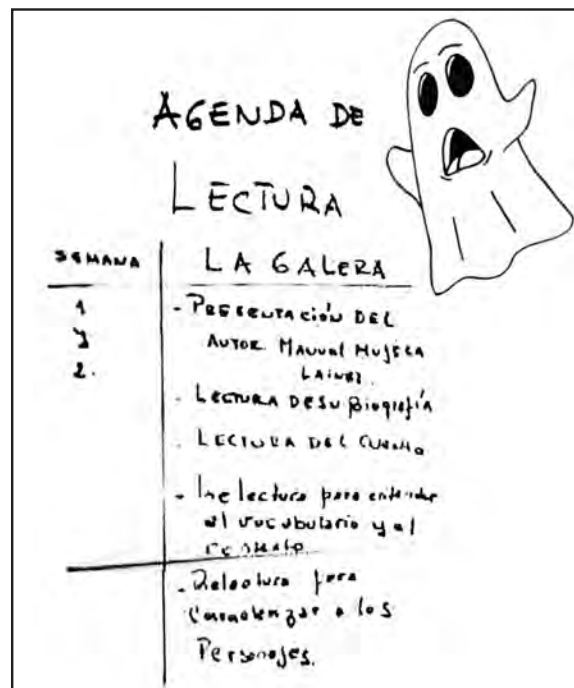 AGENDA DE
LECTURA
SEMANA
LA GALERA
1
y
2.
- PRESENTACIÓN DEL
AUTOR MANUEL MUJICA
LAINEZ.
. LECTURA DE SU BIOGRAFÍA
. LECTURA DEL CUENTO
- lectura para entender
el vocabulario y el
- Relectura para
Caracterizar a los
Personajes.